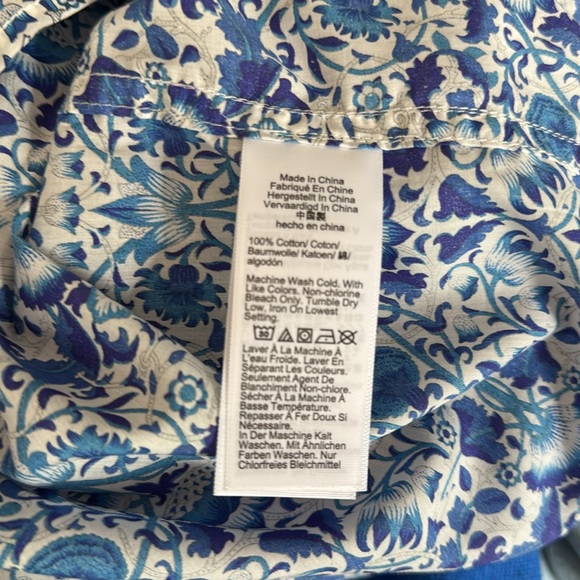 Made In China
Fabriqué En Chine
Hergestellt In China
Vervaardigd In China
中国製
hecho en china
100% Cotton/ Coton/
Baumwolle/ Katoen/ 綿/
algodón
Machine Wash Cold. With
Like Colors. Non-chlorine
Bleach Only. Tumble Dry
Low. Iron On Lowest
Setting.
Laver À La Machine À
L'eau Froide. Laver En
Séparant Les Couleurs.
Seulement Agent De
Blanchiment Non-chlore.
Sécher À La Machine À
Basse Température.
Repasser À Fer Doux Si
Nécessaire.
In Der Maschine Kalt
Waschen. Mit Ähnlichen
Farben Waschen. Nur
Chlorfreies Bleichmittel/